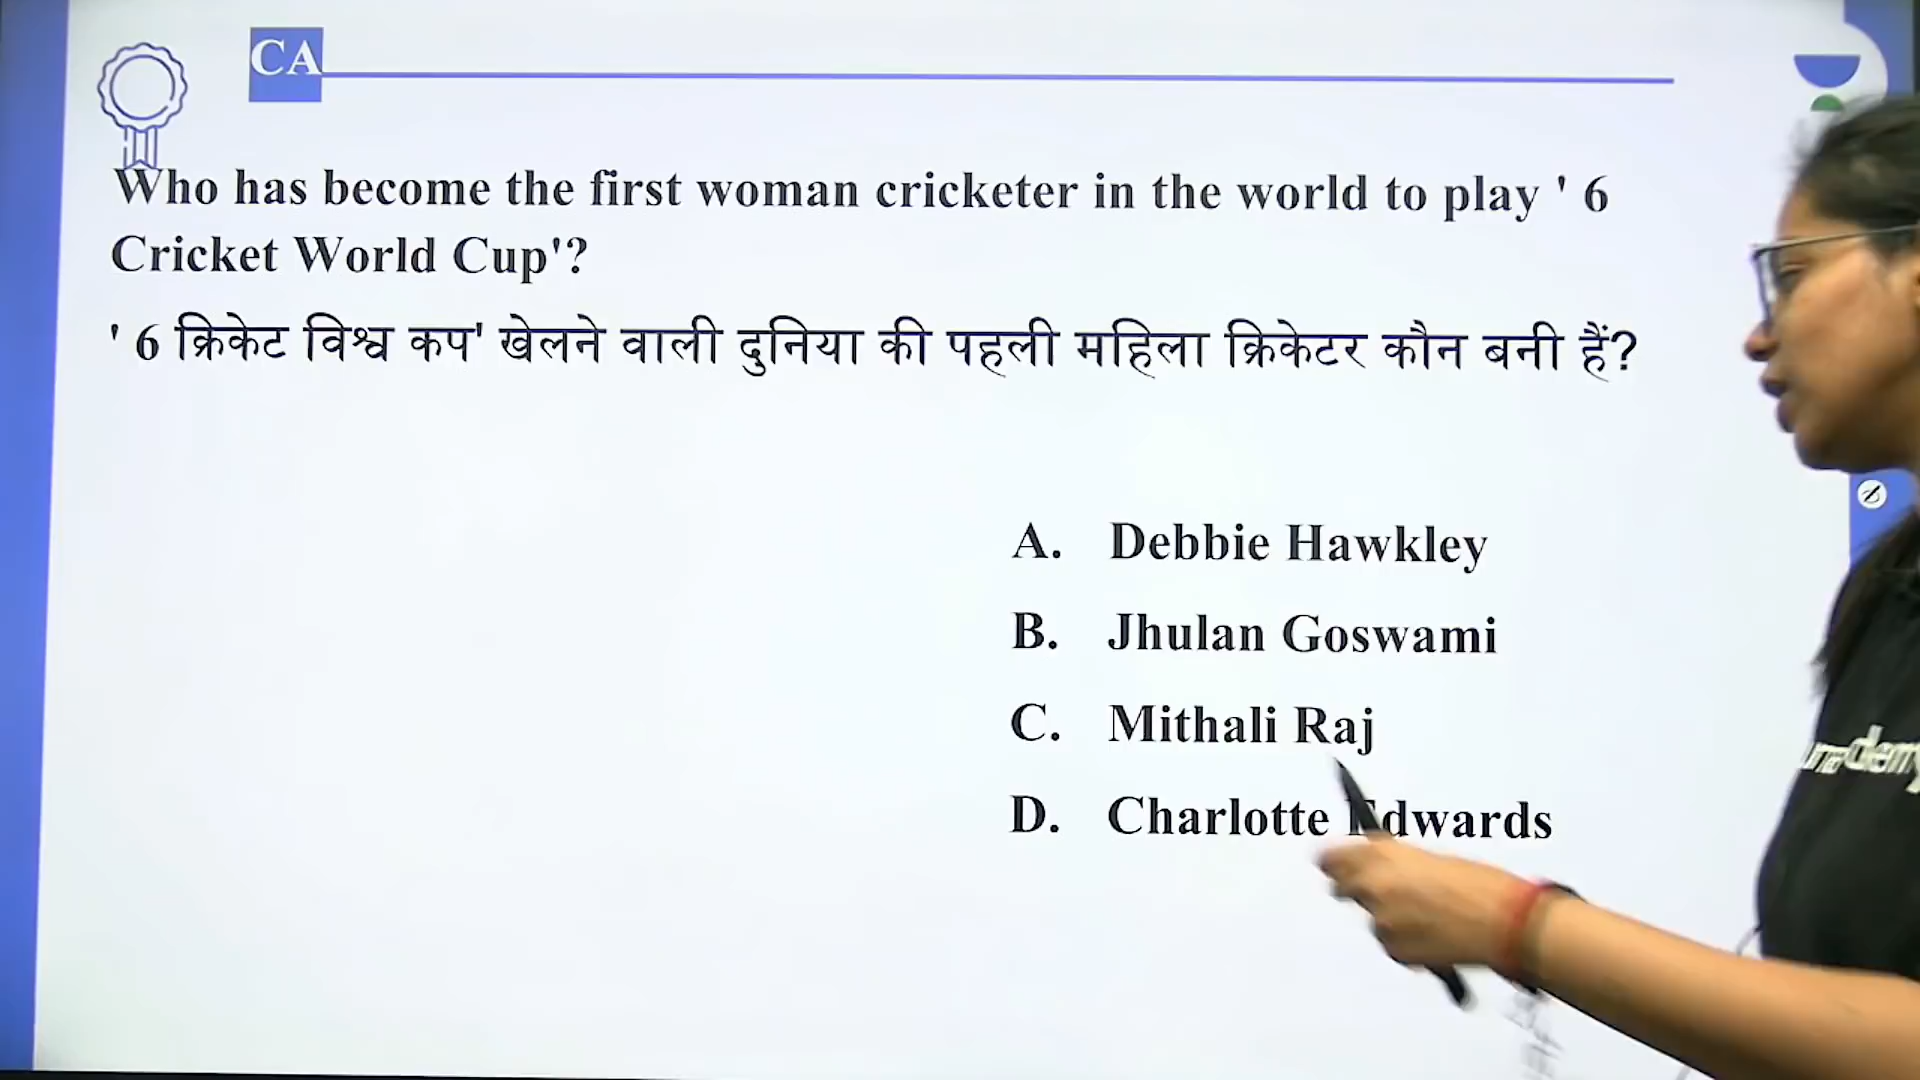 CA
Who has become the first woman cricketer in the world to play ' 6
Cricket World Cup'?
' 6 क्रिकेट विश्व कप' खेलने वाली दुनिया की पहली महिला क्रिकेटर कौन बनी हैं?
A. Debbie Hawkley
B. Jhulan Goswami
C. Mithali Raj
D. Charlotte Edwards